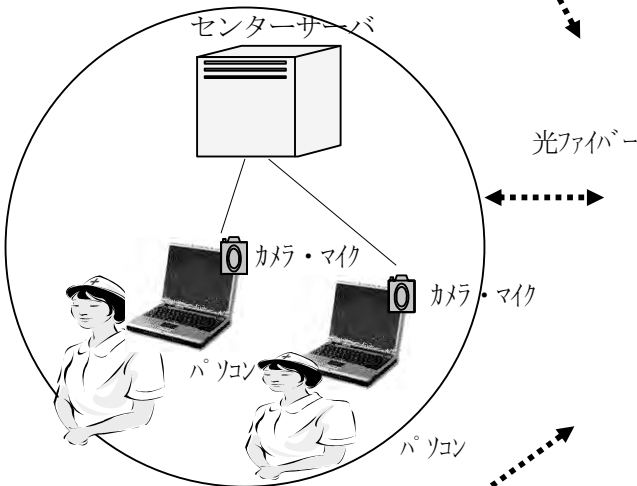 センターサーバ
光ファイバー
カメラ・マイク
カメラ・マイク
パソコン
パソコン